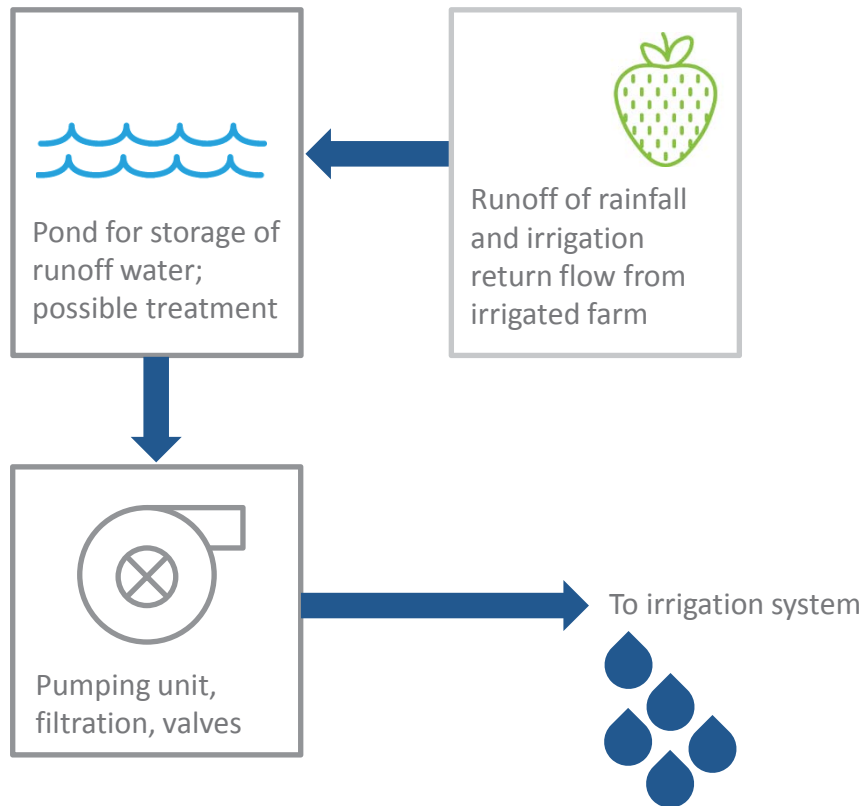 Pond for storage of
runoff water;
possible treatment
Runoff of rainfall
and irrigation
return flow from
irrigated farm
Pumping unit,
filtration, valves
To irrigation system